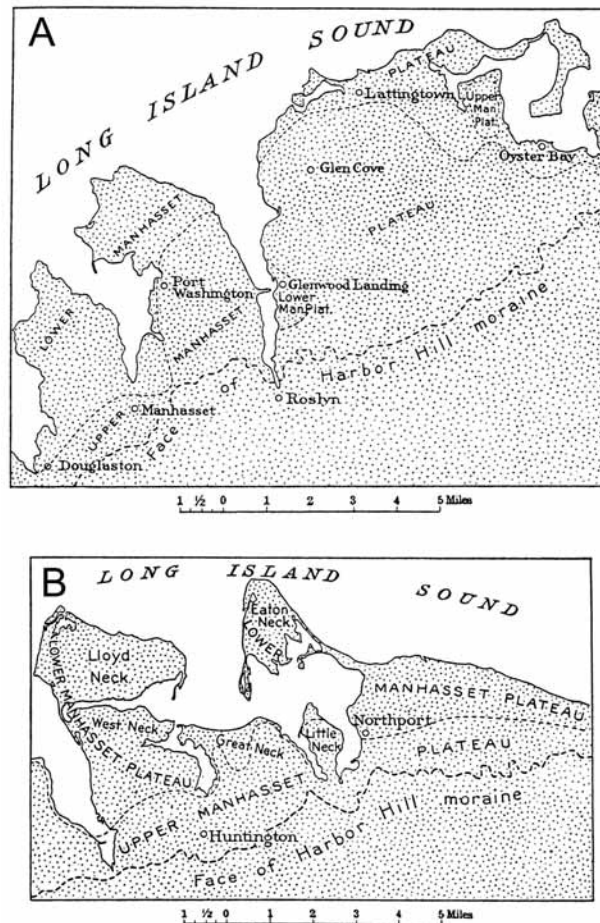 A
LONG ISLAND SOUND
PLATEAU
Lattingtown
Upper
Man
Plat.
Oyster Bay
Glen Cove
PLATEAU
MANHASSET
Port
Washington
Glenwood Landing
Lower
Man Plat.
LOWER
MANHASSET
UPPER
Manhasset
Face of Harbor Hill moraine
Roslyn
Douglaston
1 ½ 0 1 2 3 4 5 Miles
B
LONG ISLAND SOUND
Eaton
Neck
LOWER
Lloyd
Neck
LOWER MANHASSET PLATEAU
MANHASSET PLATEAU
West Neck
Great Neck
Little
Neck
Northport
PLATEAU
UPPER MANHASSET
Huntington
Face of Harbor Hill moraine
1 ½ 0 1 2 3 4 5 Miles